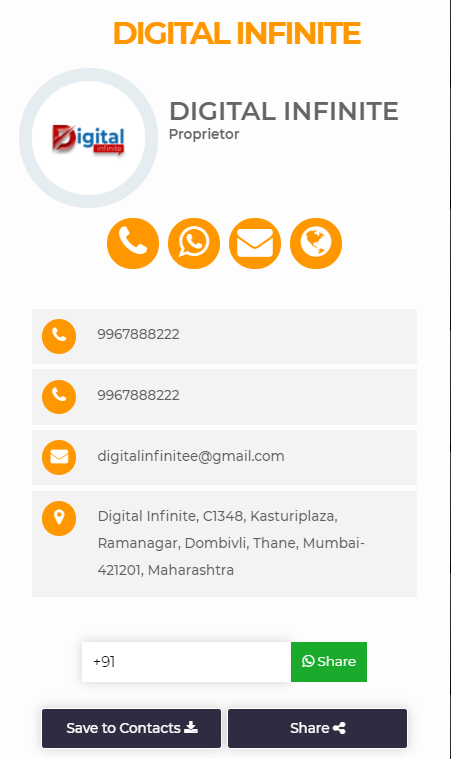 DIGITAL INFINITE
Digital
infinite
DIGITAL INFINITE
Proprietor
9967888222
9967888222
digitalinfinitee@gmail.com
Digital Infinite, C1348, Kasturiplaza,
Ramanagar, Dombivli, Thane, Mumbai-
421201, Maharashtra
+91
Share
Save to Contacts
Share